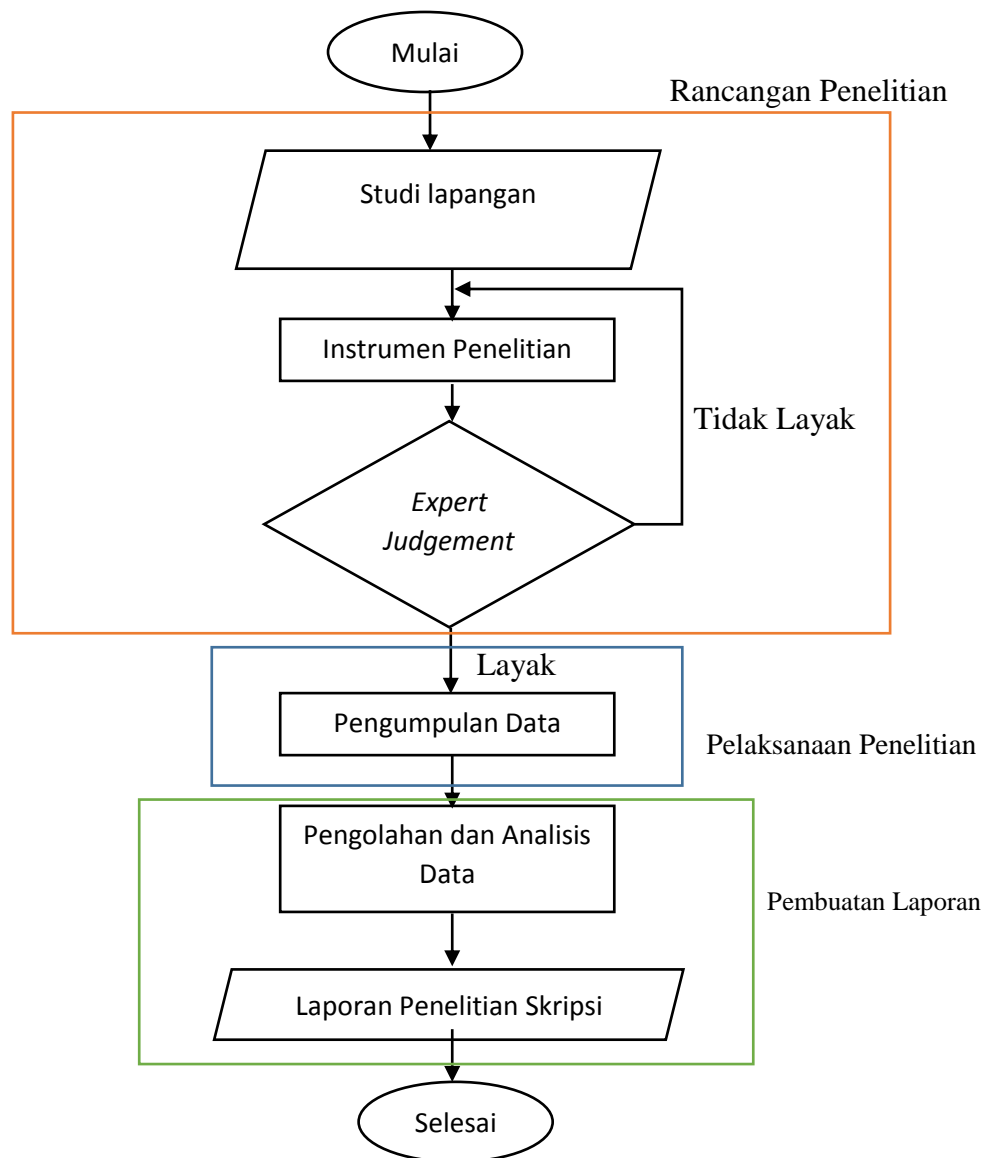 Mulai
Rancangan Penelitian
Studi lapangan
Instrumen Penelitian
Tidak Layak
Expert
Judgement
Layak
Pengumpulan Data
Pelaksanaan Penelitian
Pengolahan dan Analisis
Data
Pembuatan Laporan
Laporan Penelitian Skripsi
Selesai